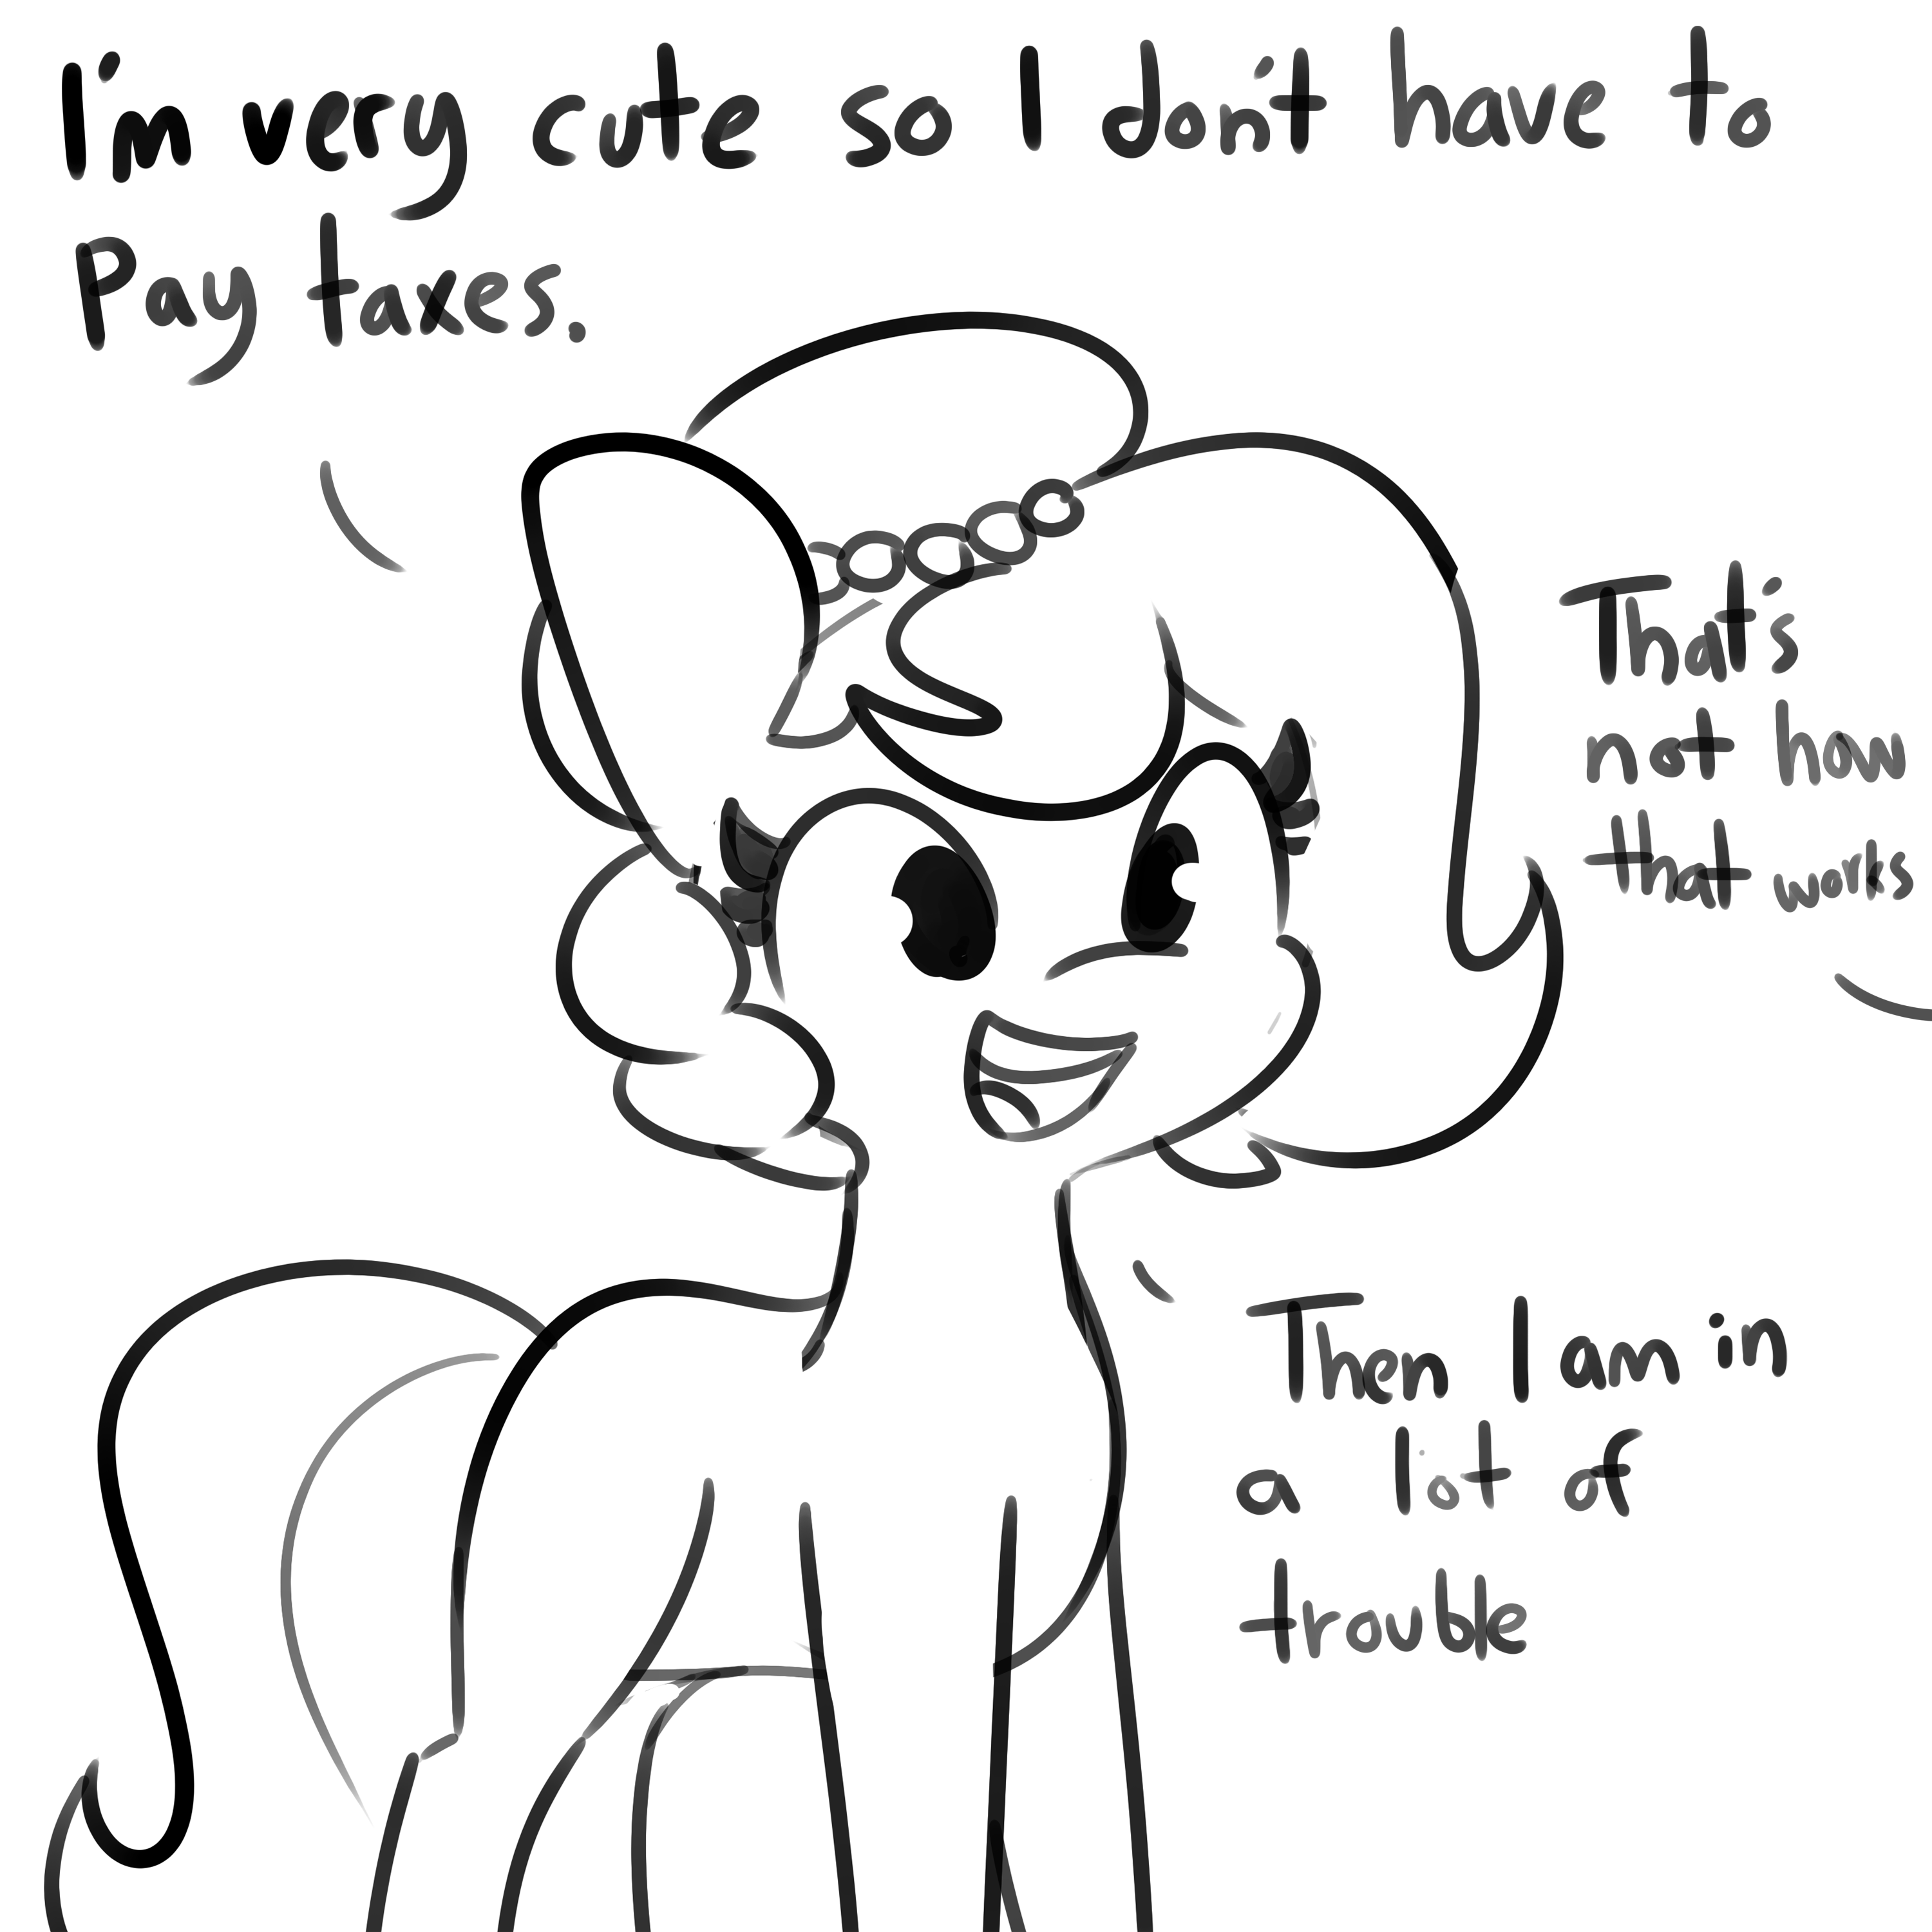 I'm very cute so I don't have to
Pay taxes.
That's
not how
that works
Then I am in
a lot of
trouble